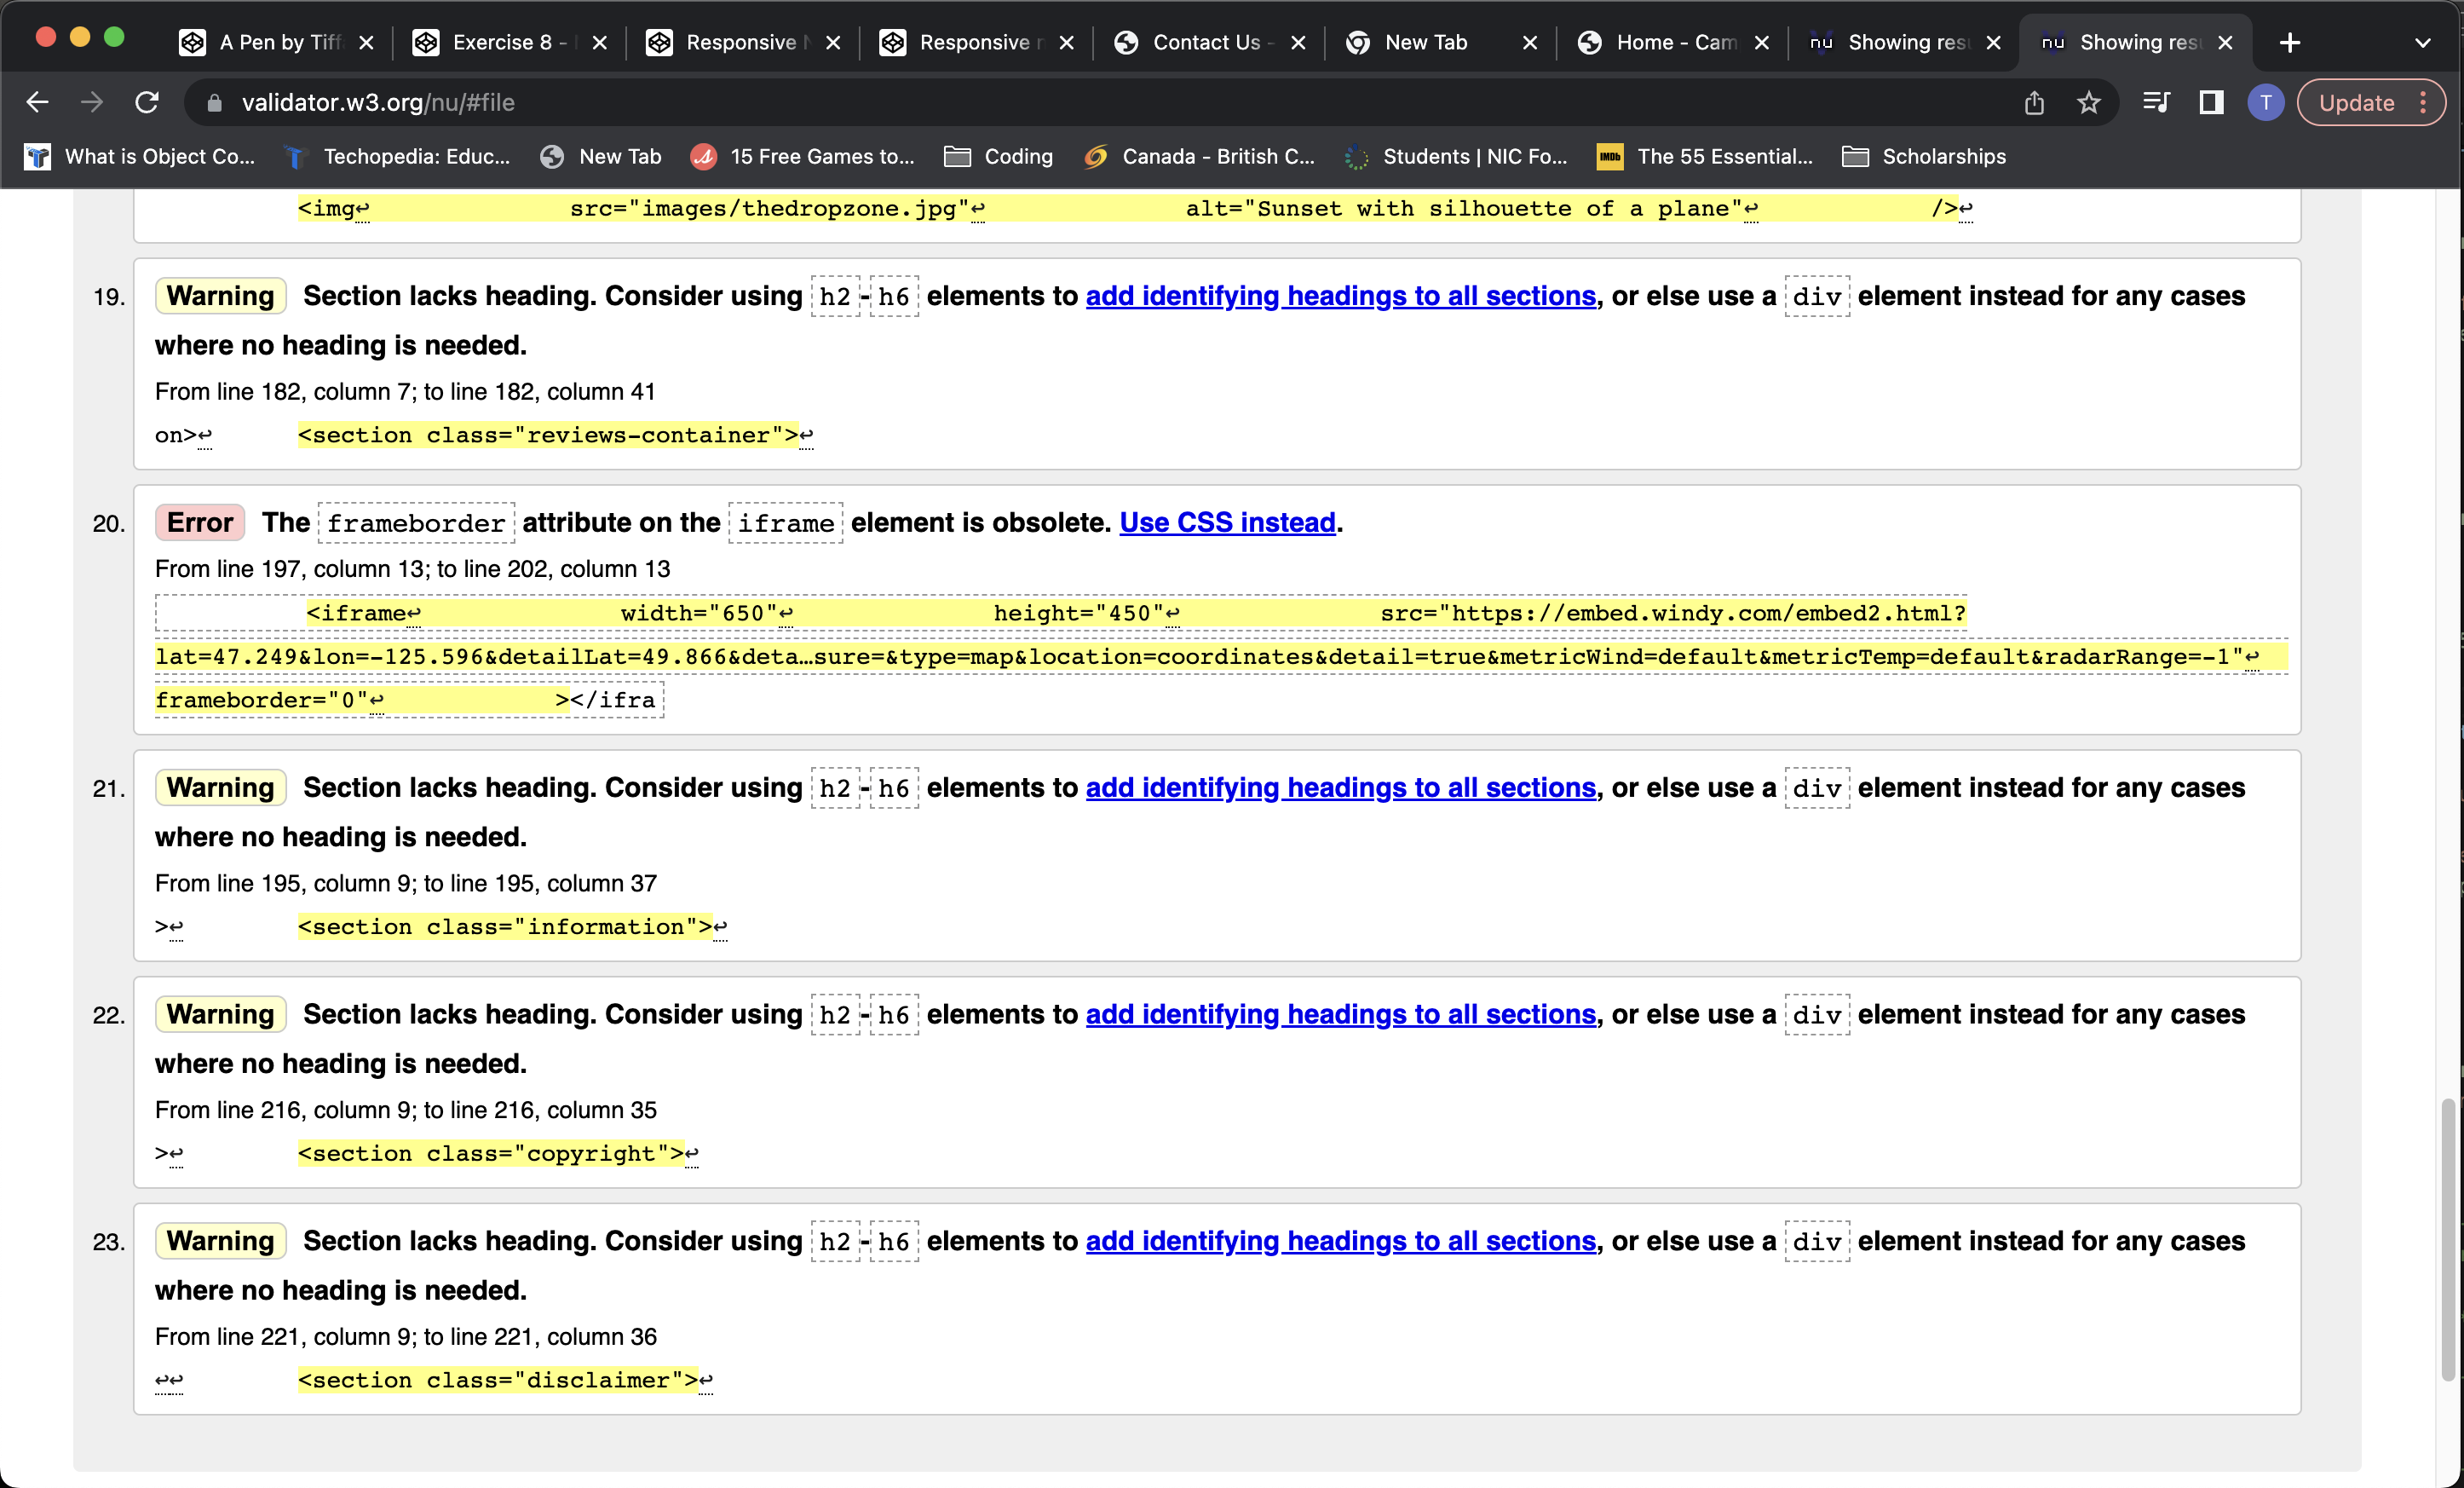 A Pen by Tiff
Exercise 8 -
Responsive
Responsive
Contact Us -
New Tab
Home - Cam
nu Showing res
nu Showing res
validator.w3.org/nu/#file
T
Update
What is Object Co...
Techopedia: Educ...
New Tab
15 Free Games to...
Coding
Canada - British C...
Students | NIC Fo...
IMDb The 55 Essential...
Scholarships
<img↩ src="images/thedropzone.jpg"↩ alt="Sunset with silhouette of a plane"↩ />↩
19. Warning Section lacks heading. Consider using h2-h6 elements to add identifying headings to all sections, or else use a div element instead for any cases
where no heading is needed.
From line 182, column 7; to line 182, column 41
on>↩ <section class="reviews-container">↩
20. Error The frameborder attribute on the iframe element is obsolete. Use CSS instead.
From line 197, column 13; to line 202, column 13
<iframe↩ width="650"↩ height="450"↩ src="https://embed.windy.com/embed2.html?
lat=47.249&lon=-125.596&detailLat=49.866&deta…sure=&type=map&location=coordinates&detail=true&metricWind=default&metricTemp=default&radarRange=-1"↩
frameborder="0"↩ ></ifra
21. Warning Section lacks heading. Consider using h2-h6 elements to add identifying headings to all sections, or else use a div element instead for any cases
where no heading is needed.
From line 195, column 9; to line 195, column 37
>↩ <section class="information">↩
22. Warning Section lacks heading. Consider using h2-h6 elements to add identifying headings to all sections, or else use a div element instead for any cases
where no heading is needed.
From line 216, column 9; to line 216, column 35
>↩ <section class="copyright">↩
23. Warning Section lacks heading. Consider using h2-h6 elements to add identifying headings to all sections, or else use a div element instead for any cases
where no heading is needed.
From line 221, column 9; to line 221, column 36
↩↩ <section class="disclaimer">↩